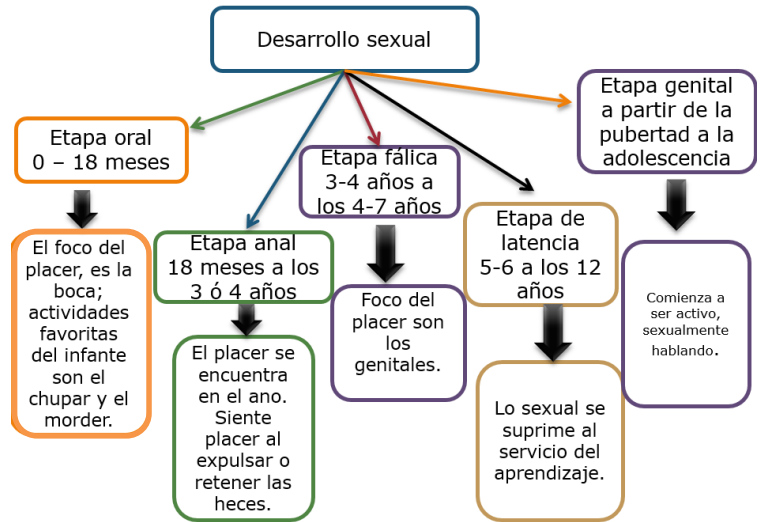 Desarrollo sexual
Etapa oral
0 – 18 meses
El foco del
placer, es la
boca;
actividades
favoritas
del infante
son el
chupar y el
morder.
Etapa anal
18 meses a los
3 ó 4 años
El placer se
encuentra
en el ano.
Siente
placer al
expulsar o
retener las
heces.
Etapa fálica
3-4 años a
los 4-7 años
Foco del
placer son
los
genitales.
Etapa de
latencia
5-6 a los 12
años
Lo sexual se
suprime al
servicio del
aprendizaje.
Etapa genital
a partir de la
pubertad a la
adolescencia
Comienza a
ser activo,
sexualmente
hablando.